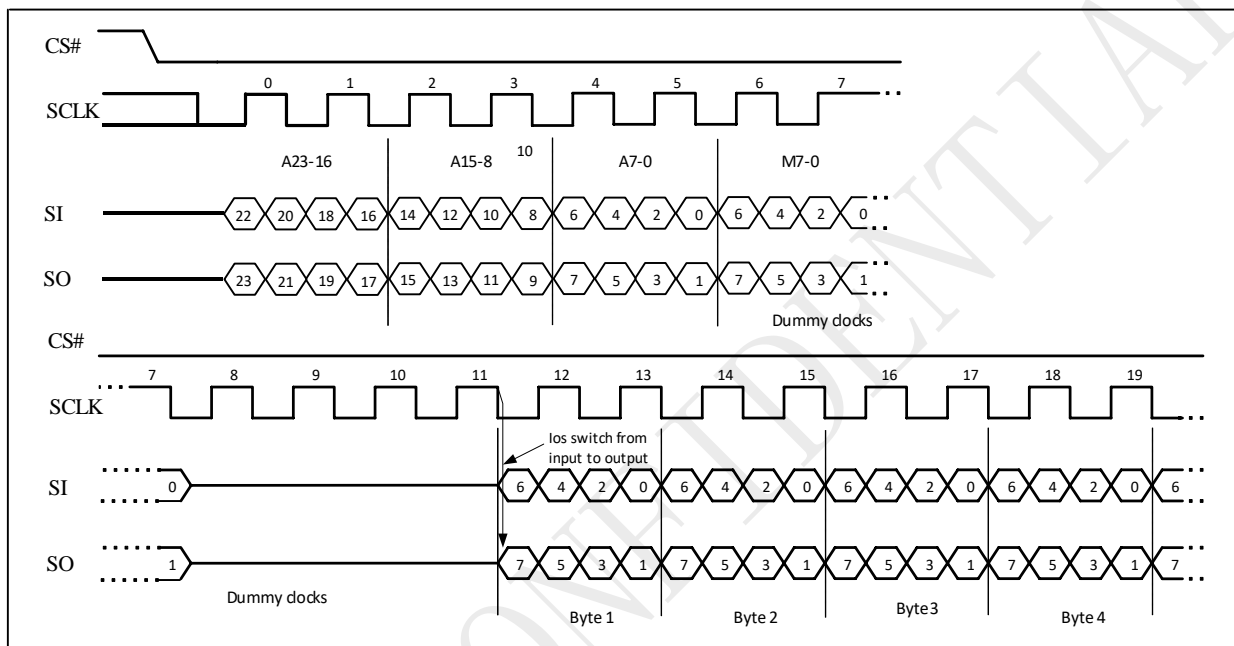 CS#
0 1 2 3 4 5 6 7
SCLK
A23-16 A15-8 10 A7-0 M7-0
SI 22 20 18 16 14 12 10 8 6 4 2 0 6 4 2 0
SO 23 21 19 17 15 13 11 9 7 5 3 1 7 5 3 1
Dummy clocks
CS#
7 8 9 10 11 12 13 14 15 16 17 18 19
SCLK
Ios switch from
input to output
SI 0 6 4 2 0 6 4 2 0 6 4 2 0 6 4 2 0 6
SO 1 7 5 3 1 7 5 3 1 7 5 3 1 7 5 3 1 7
Dummy clocks
Byte 1 Byte 2 Byte 3 Byte 4
ONFIDENTIAL